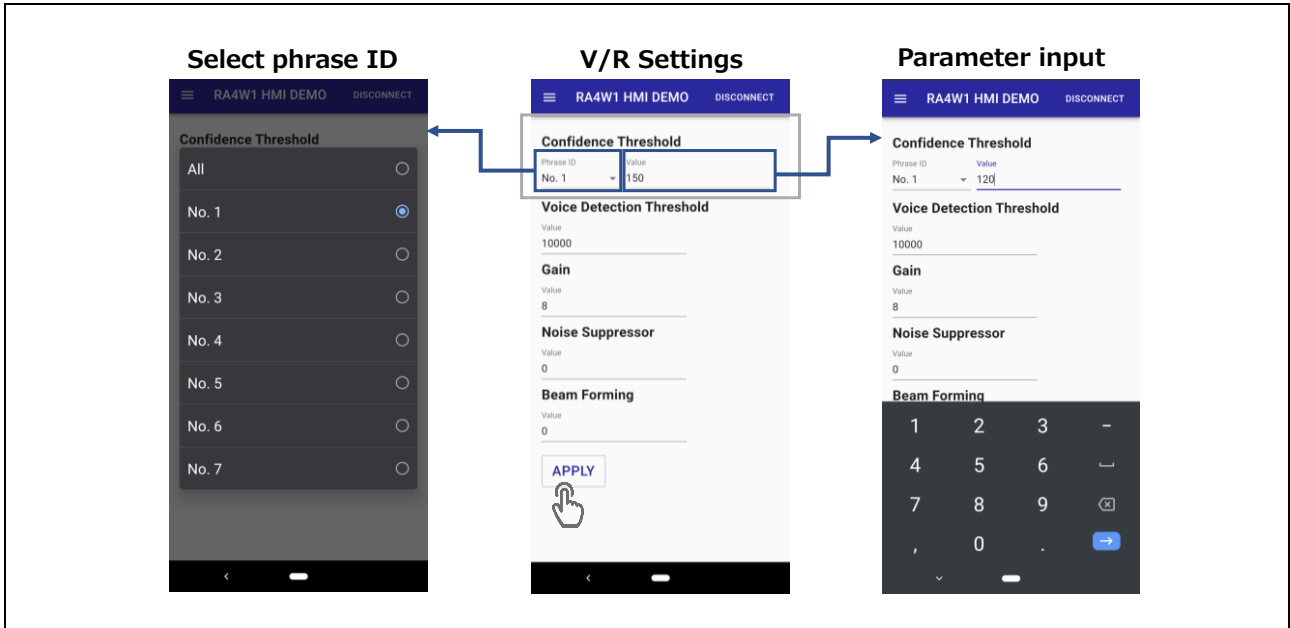 Select phrase ID
RA4W1 HMI DEMO DISCONNECT
Confidence Threshold
All
No. 1
No. 2
No. 3
No. 4
No. 5
No. 6
No. 7
V/R Settings
RA4W1 HMI DEMO DISCONNECT
Confidence Threshold
Phrase ID Value
No. 1 150
Voice Detection Threshold
Value
10000
Gain
Value
8
Noise Suppressor
Value
0
Beam Forming
Value
0
APPLY
Parameter input
RA4W1 HMI DEMO DISCONNECT
Confidence Threshold
Phrase ID Value
No. 1 120
Voice Detection Threshold
Value
10000
Gain
Value
8
Noise Suppressor
Value
0
Beam Forming
1 2 3 -
4 5 6
7 8 9
, 0 .